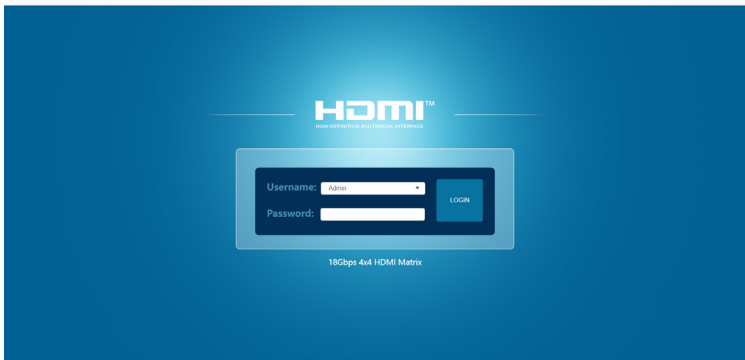 HDMI™
HIGH-DEFINITION MULTIMEDIA INTERFACE
Username: Admin
LOGIN
Password:
18Gbps 4x4 HDMI Matrix